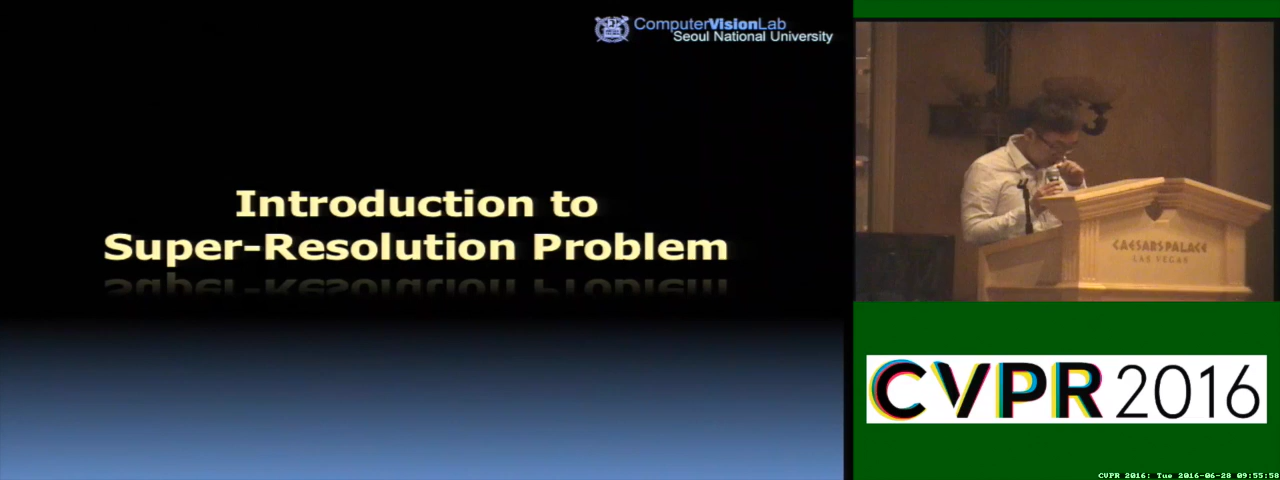 ComputerVisionLab
Seoul National University
Introduction to
Super-Resolution Problem
CAESARS PALACE
LAS VEGAS
CVPR 2016
CVPR 2016: Tue 2016-06-28 09:55:58